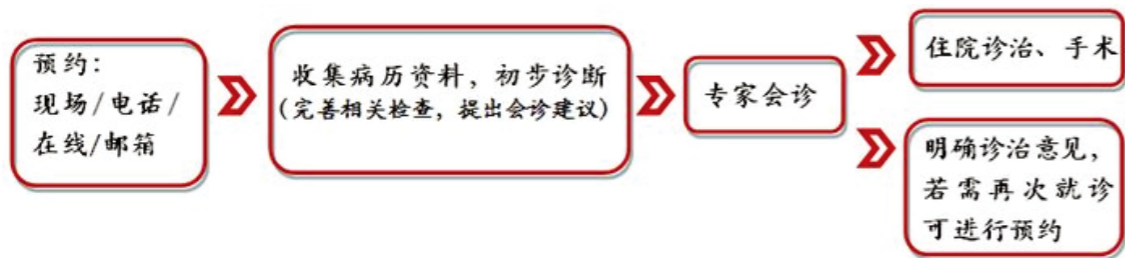 预约：
现场/电话/
在线/邮箱
收集病历资料，初步诊断
(完善相关检查，提出会诊建议)
专家会诊
住院诊治、手术
明确诊治意见，
若需再次就诊
可进行预约